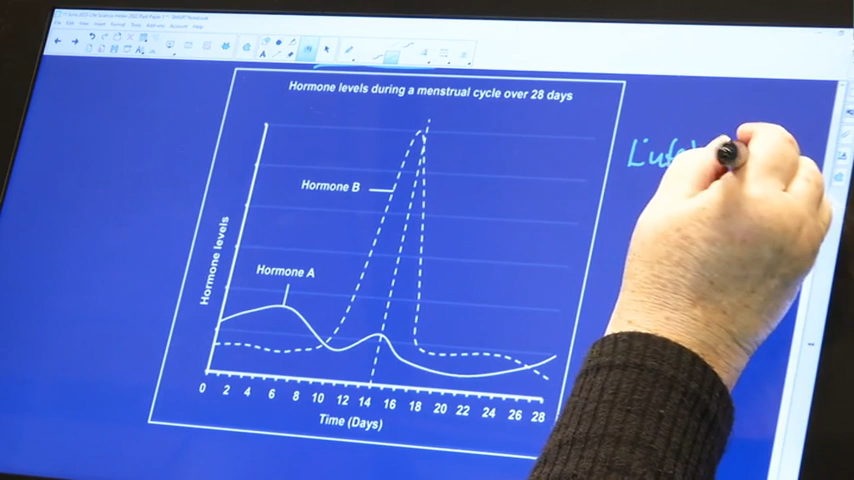 Hormone levels during a menstrual cycle over 28 days
Hormone B
Hormone levels
Hormone A
0 2 4 6 8 10 12 14 16 18 20 22 24 26 28
Time (Days)